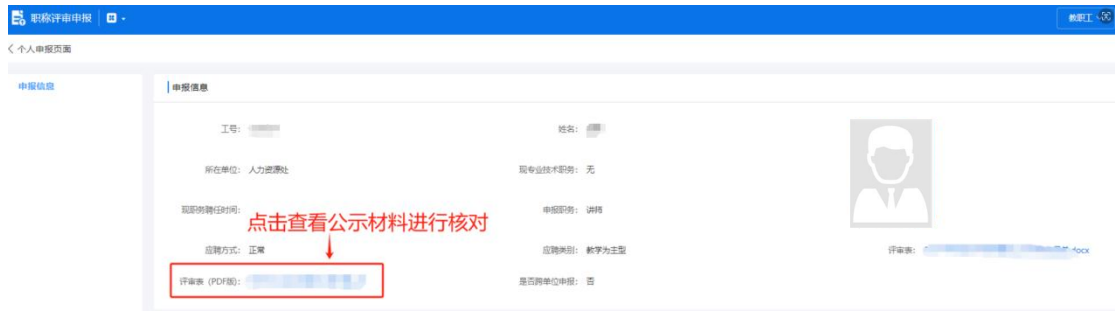 职称评审申报
教职工
个人申报页面
申报信息
申报信息
工号:
姓名:
所在单位: 人力资源处
现专业技术职务: 无
现职务聘任时间:
申报职务: 讲师
点击查看公示材料进行核对
应聘方式: 正常
应聘类别: 教学为主型
评审表: .docx
评审表 (PDF版):
是否跨单位申报: 否